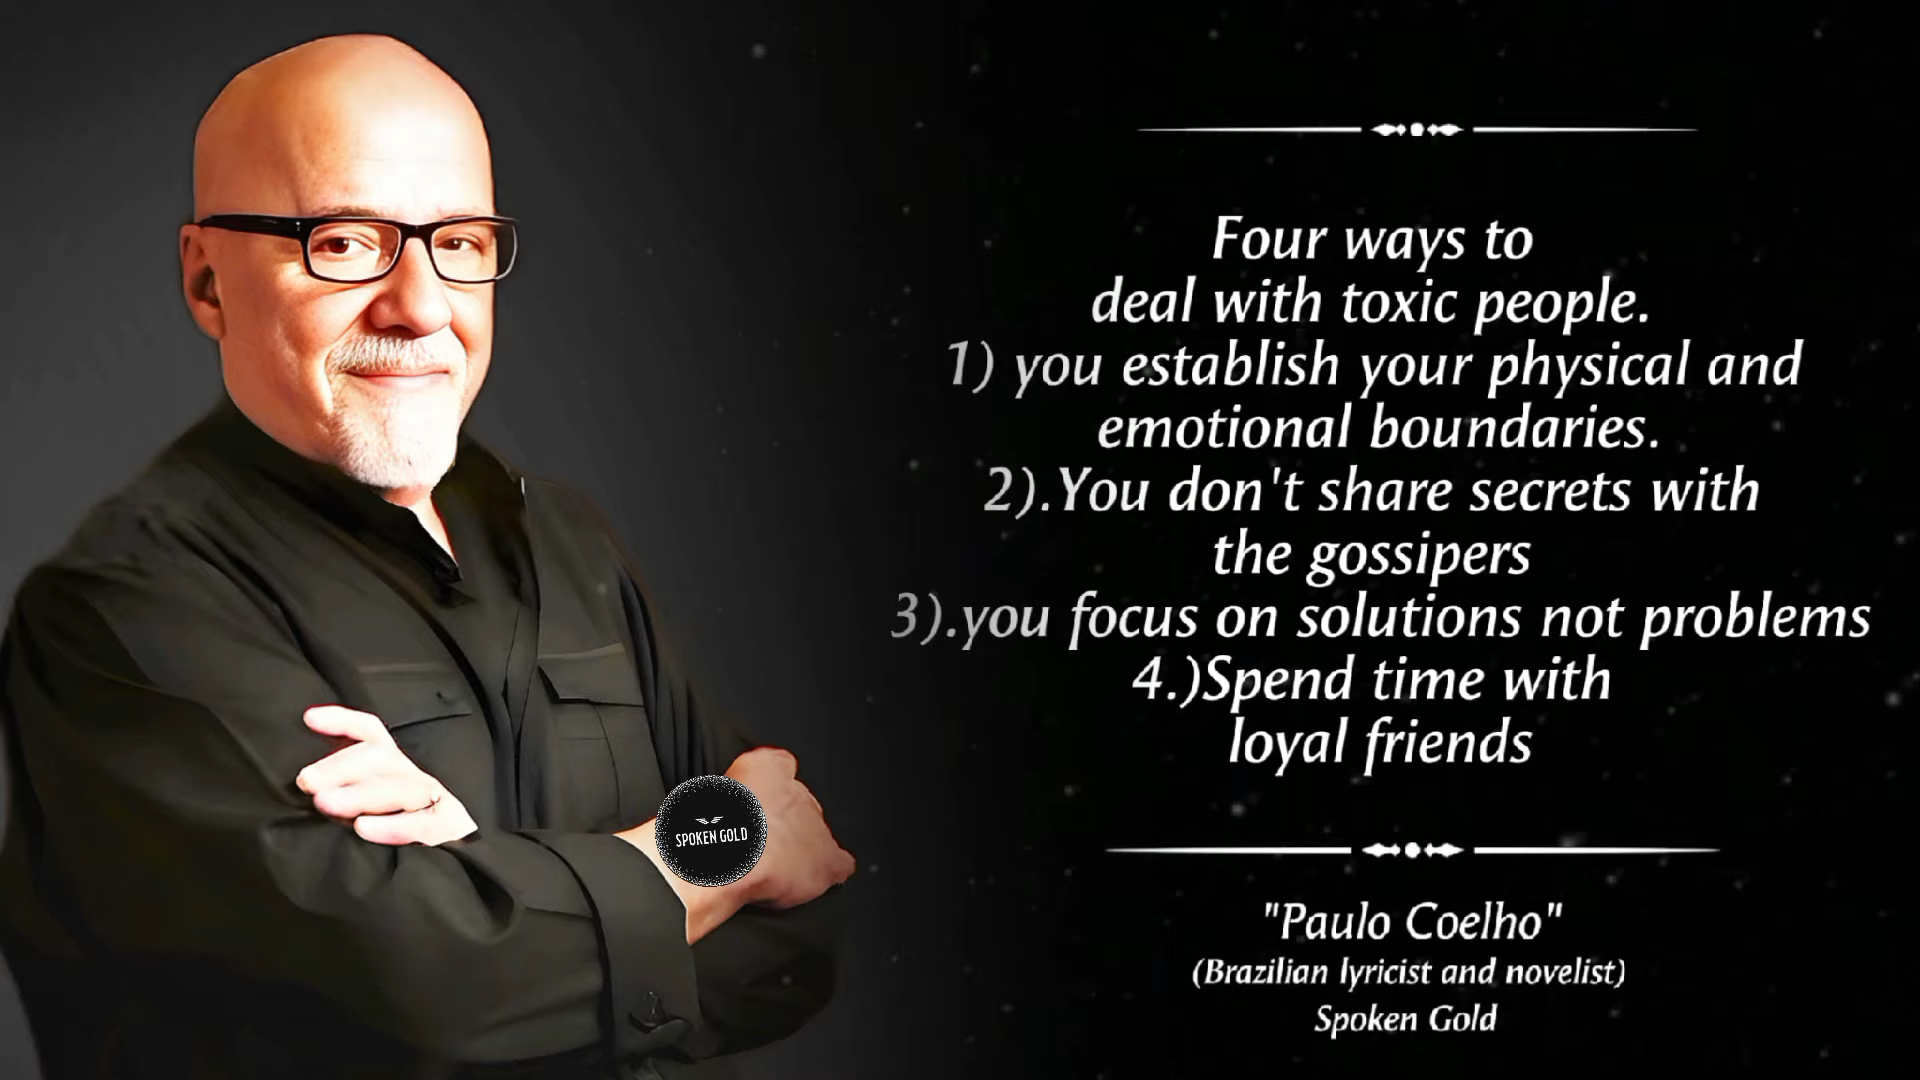 Four ways to
deal with toxic people.
1) you establish your physical and
emotional boundaries.
2).You don't share secrets with
the gossipers
3).you focus on solutions not problems
4.)Spend time with
loyal friends
"Paulo Coelho"
(Brazilian lyricist and novelist)
Spoken Gold
SPOKEN GOLD